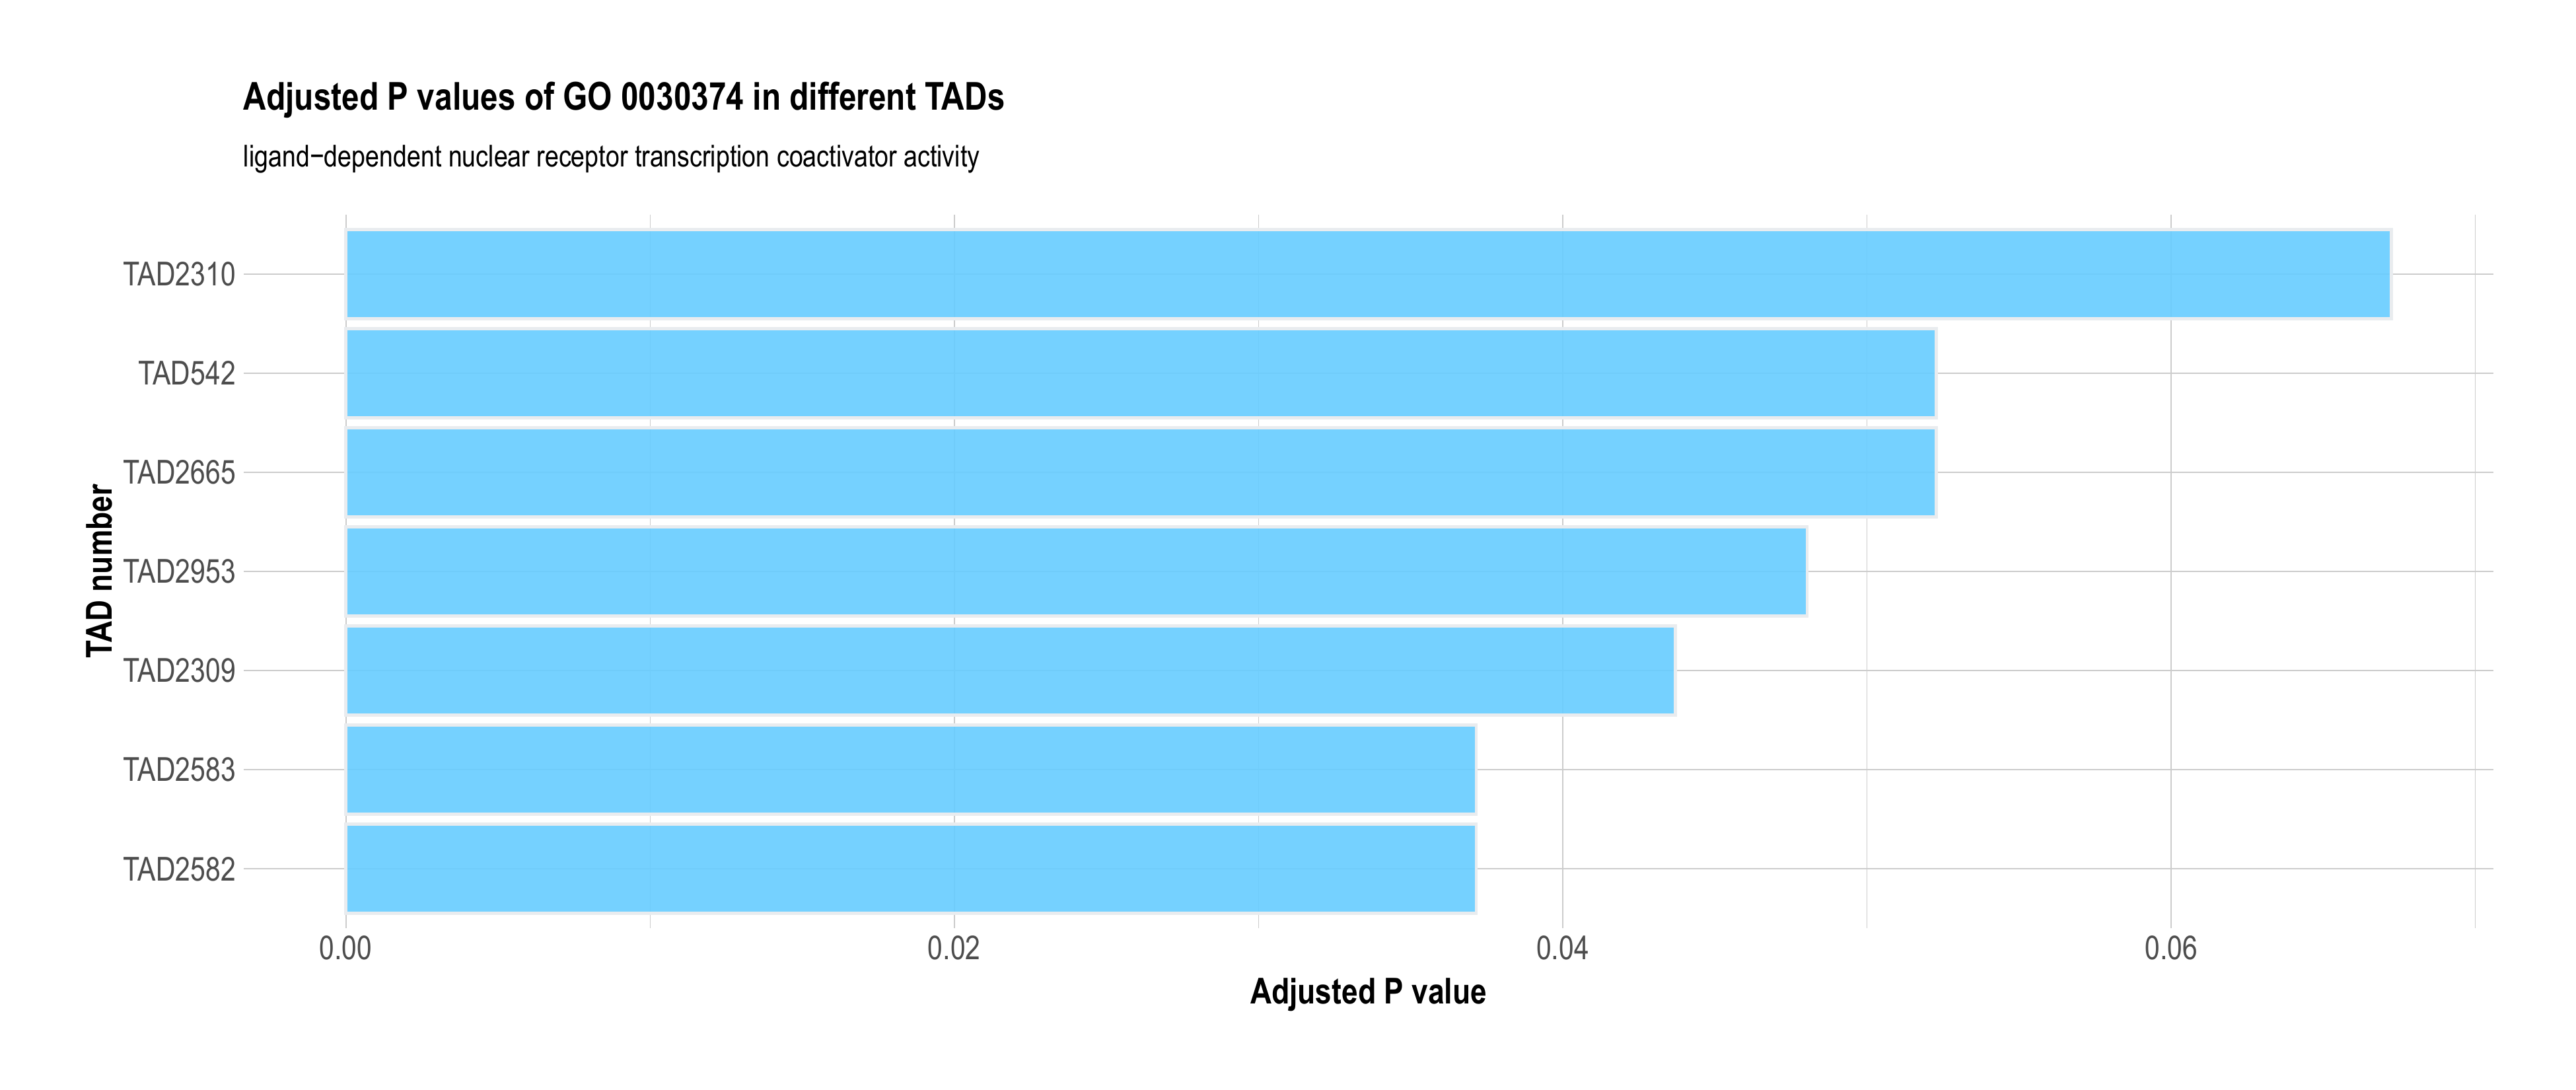 Adjusted P values of GO 0030374 in different TADs
ligand−dependent nuclear receptor transcription coactivator activity
TAD number
TAD2310
TAD542
TAD2665
TAD2953
TAD2309
TAD2583
TAD2582
0.00 0.02 0.04 0.06
Adjusted P value